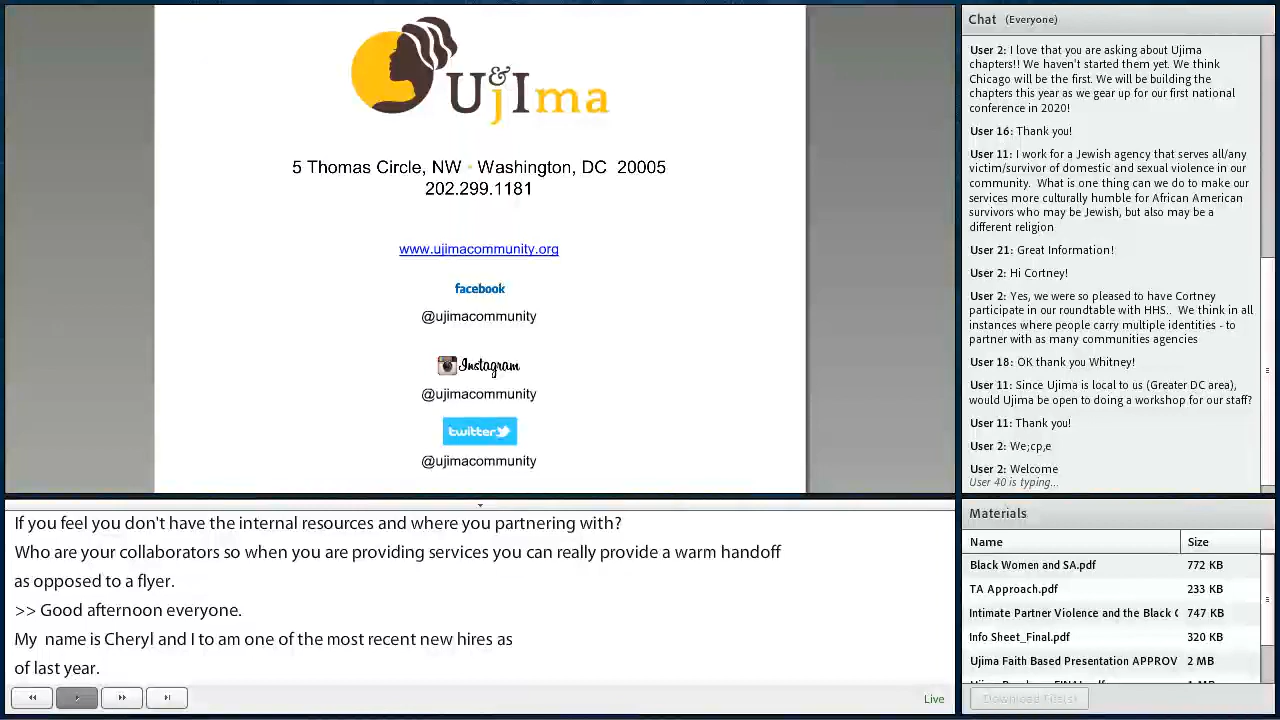 U&jIma
5 Thomas Circle, NW • Washington, DC 20005
202.299.1181
www.ujimacommunity.org
facebook
@ujimacommunity
Instagram
@ujimacommunity
twitter
@ujimacommunity
If you feel you don't have the internal resources and where you partnering with?
Who are your collaborators so when you are providing services you can really provide a warm handoff
as opposed to a flyer.
>> Good afternoon everyone.
My name is Cheryl and I to am one of the most recent new hires as
of last year.
Live
Chat (Everyone)
User 2: I love that you are asking about Ujima
chapters!! We haven't started them yet. We think
Chicago will be the first. We will be building the
chapters this year as we gear up for our first national
conference in 2020!
User 16: Thank you!
User 11: I work for a Jewish agency that serves all/any
victim/survivor of domestic and sexual violence in our
community. What is one thing can we do to make our
services more culturally humble for African American
survivors who may be Jewish, but also may be a
different religion
User 21: Great Information!
User 2: Hi Cortney!
User 2: Yes, we were so pleased to have Cortney
participate in our roundtable with HHS.. We think in all
instances where people carry multiple identities - to
partner with as many communities agencies
User 18: OK thank you Whitney!
User 11: Since Ujima is local to us (Greater DC area),
would Ujima be open to doing a workshop for our staff?
User 11: Thank you!
User 2: We;cp,e
User 2: Welcome
User 40 is typing...
Materials
Name Size
Black Women and SA.pdf 772 KB
TA Approach.pdf 233 KB
Intimate Partner Violence and the Black 747 KB
Info Sheet_Final.pdf 320 KB
Ujima Faith Based Presentation APPROV 2 MB
Download File(s)